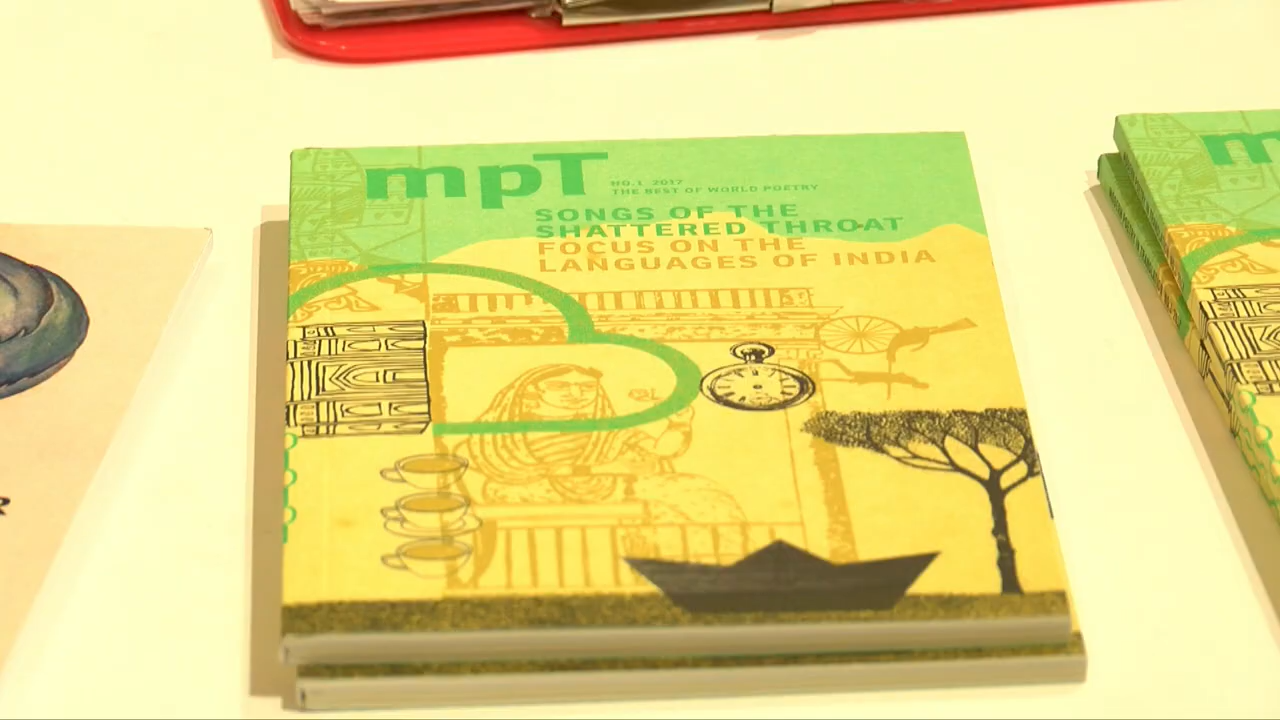 mpT
NO.1 2017
THE BEST OF WORLD POETRY
SONGS OF THE
SHATTERED THROAT
FOCUS ON THE
LANGUAGES OF INDIA
m
R